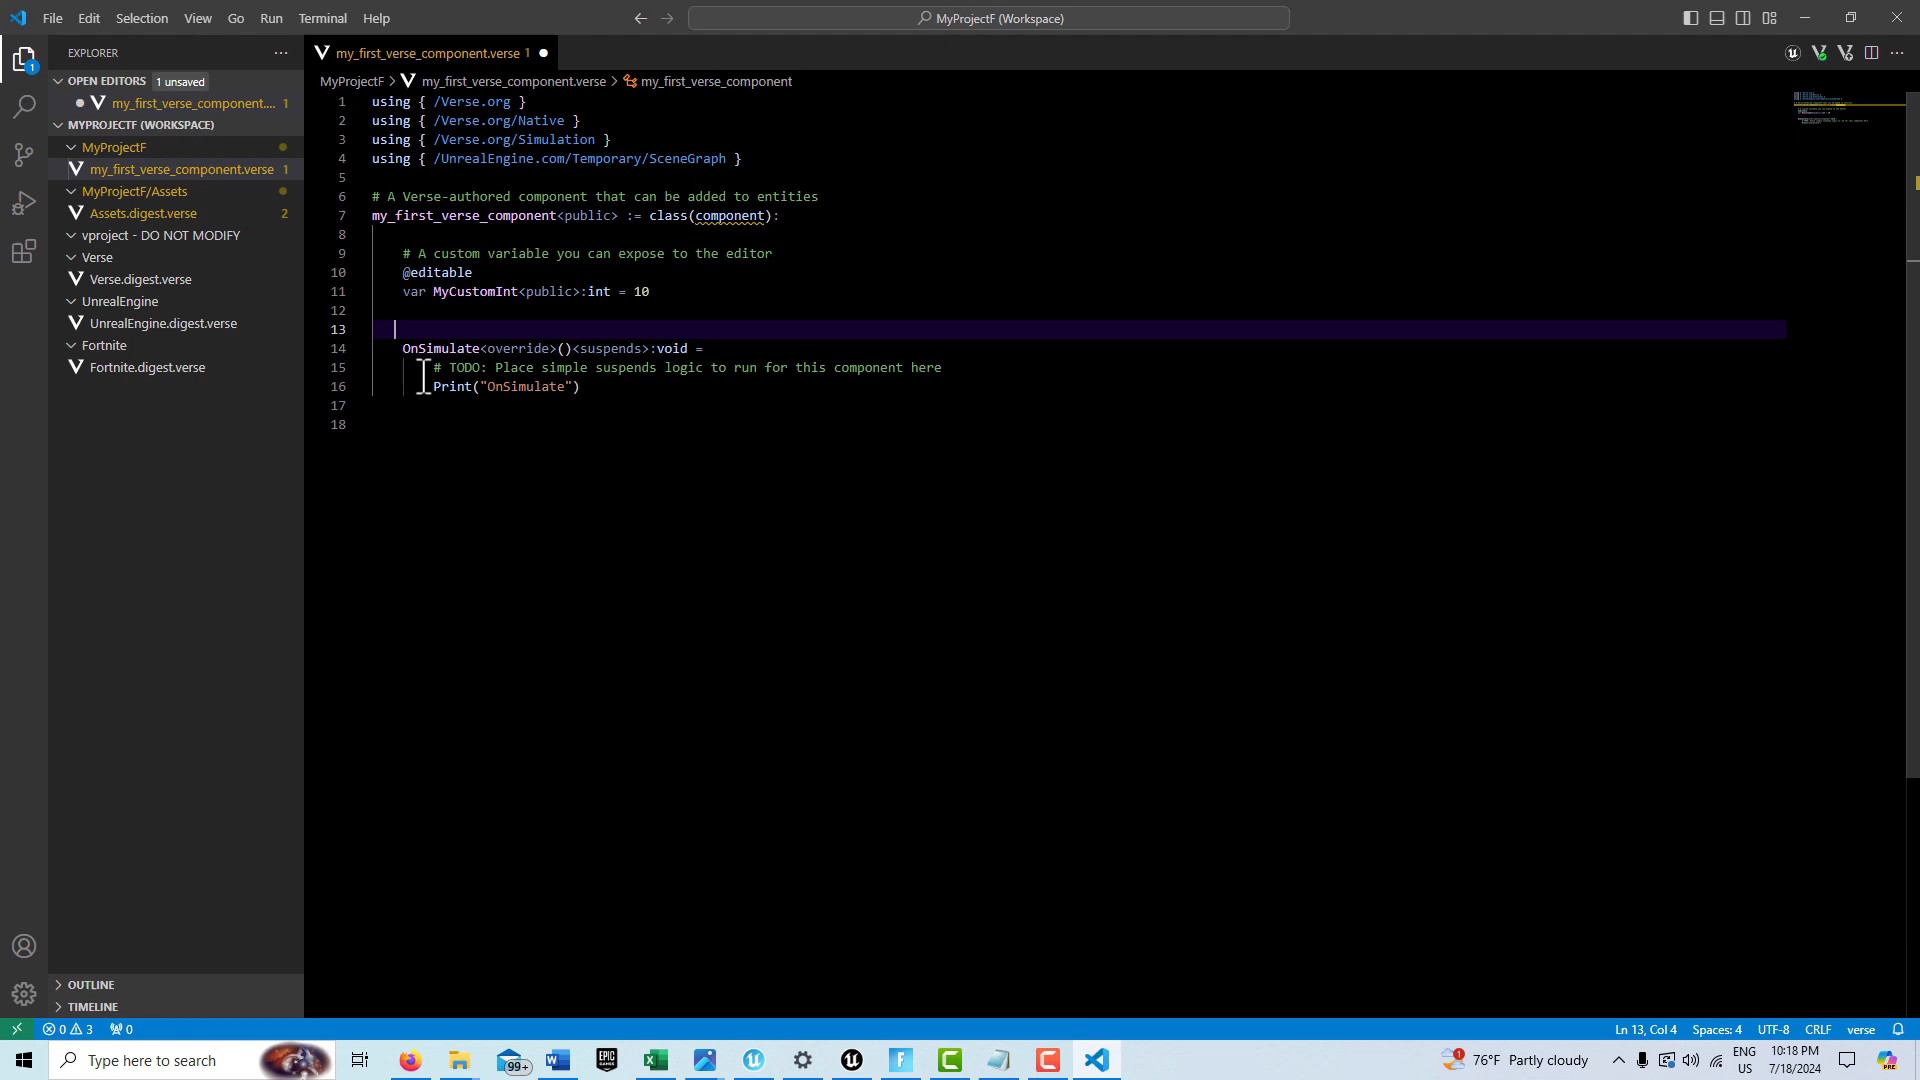 File Edit Selection View Go Run Terminal Help
MyProjectF (Workspace)
EXPLORER
OPEN EDITORS 1 unsaved
my_first_verse_component.... 1
MYPROJECTF (WORKSPACE)
MyProjectF
my_first_verse_component.verse 1
MyProjectF/Assets
Assets.digest.verse 2
vproject - DO NOT MODIFY
Verse
Verse.digest.verse
UnrealEngine
UnrealEngine.digest.verse
Fortnite
Fortnite.digest.verse
OUTLINE
TIMELINE
my_first_verse_component.verse 1
MyProjectF > my_first_verse_component.verse > my_first_verse_component
1 using { /Verse.org }
2 using { /Verse.org/Native }
3 using { /Verse.org/Simulation }
4 using { /UnrealEngine.com/Temporary/SceneGraph }
5
6 # A Verse-authored component that can be added to entities
7 my_first_verse_component<public> := class(component):
8
9 # A custom variable you can expose to the editor
10 @editable
11 var MyCustomInt<public>:int = 10
12
13
14 OnSimulate<override>()<suspends>:void =
15 # TODO: Place simple suspends logic to run for this component here
16 Print("OnSimulate")
17
18
0 3 0
Ln 13, Col 4 Spaces: 4 UTF-8 CRLF verse
Type here to search
99+
EPIC GAMES
76°F Partly cloudy
ENG US
10:18 PM
7/18/2024
PRE